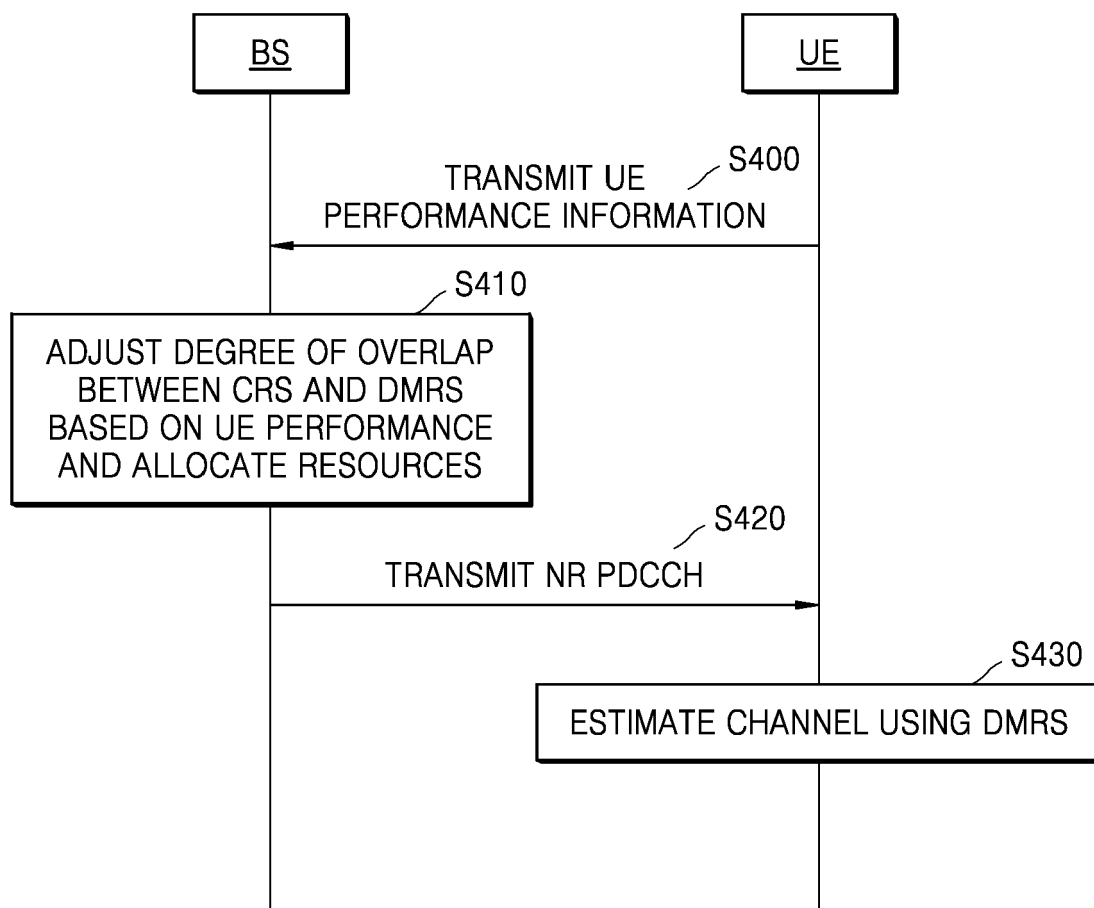 BS
UE
S400
TRANSMIT UE
PERFORMANCE INFORMATION
S410
ADJUST DEGREE OF OVERLAP
BETWEEN CRS AND DMRS
BASED ON UE PERFORMANCE
AND ALLOCATE RESOURCES
S420
TRANSMIT NR PDCCH
S430
ESTIMATE CHANNEL USING DMRS